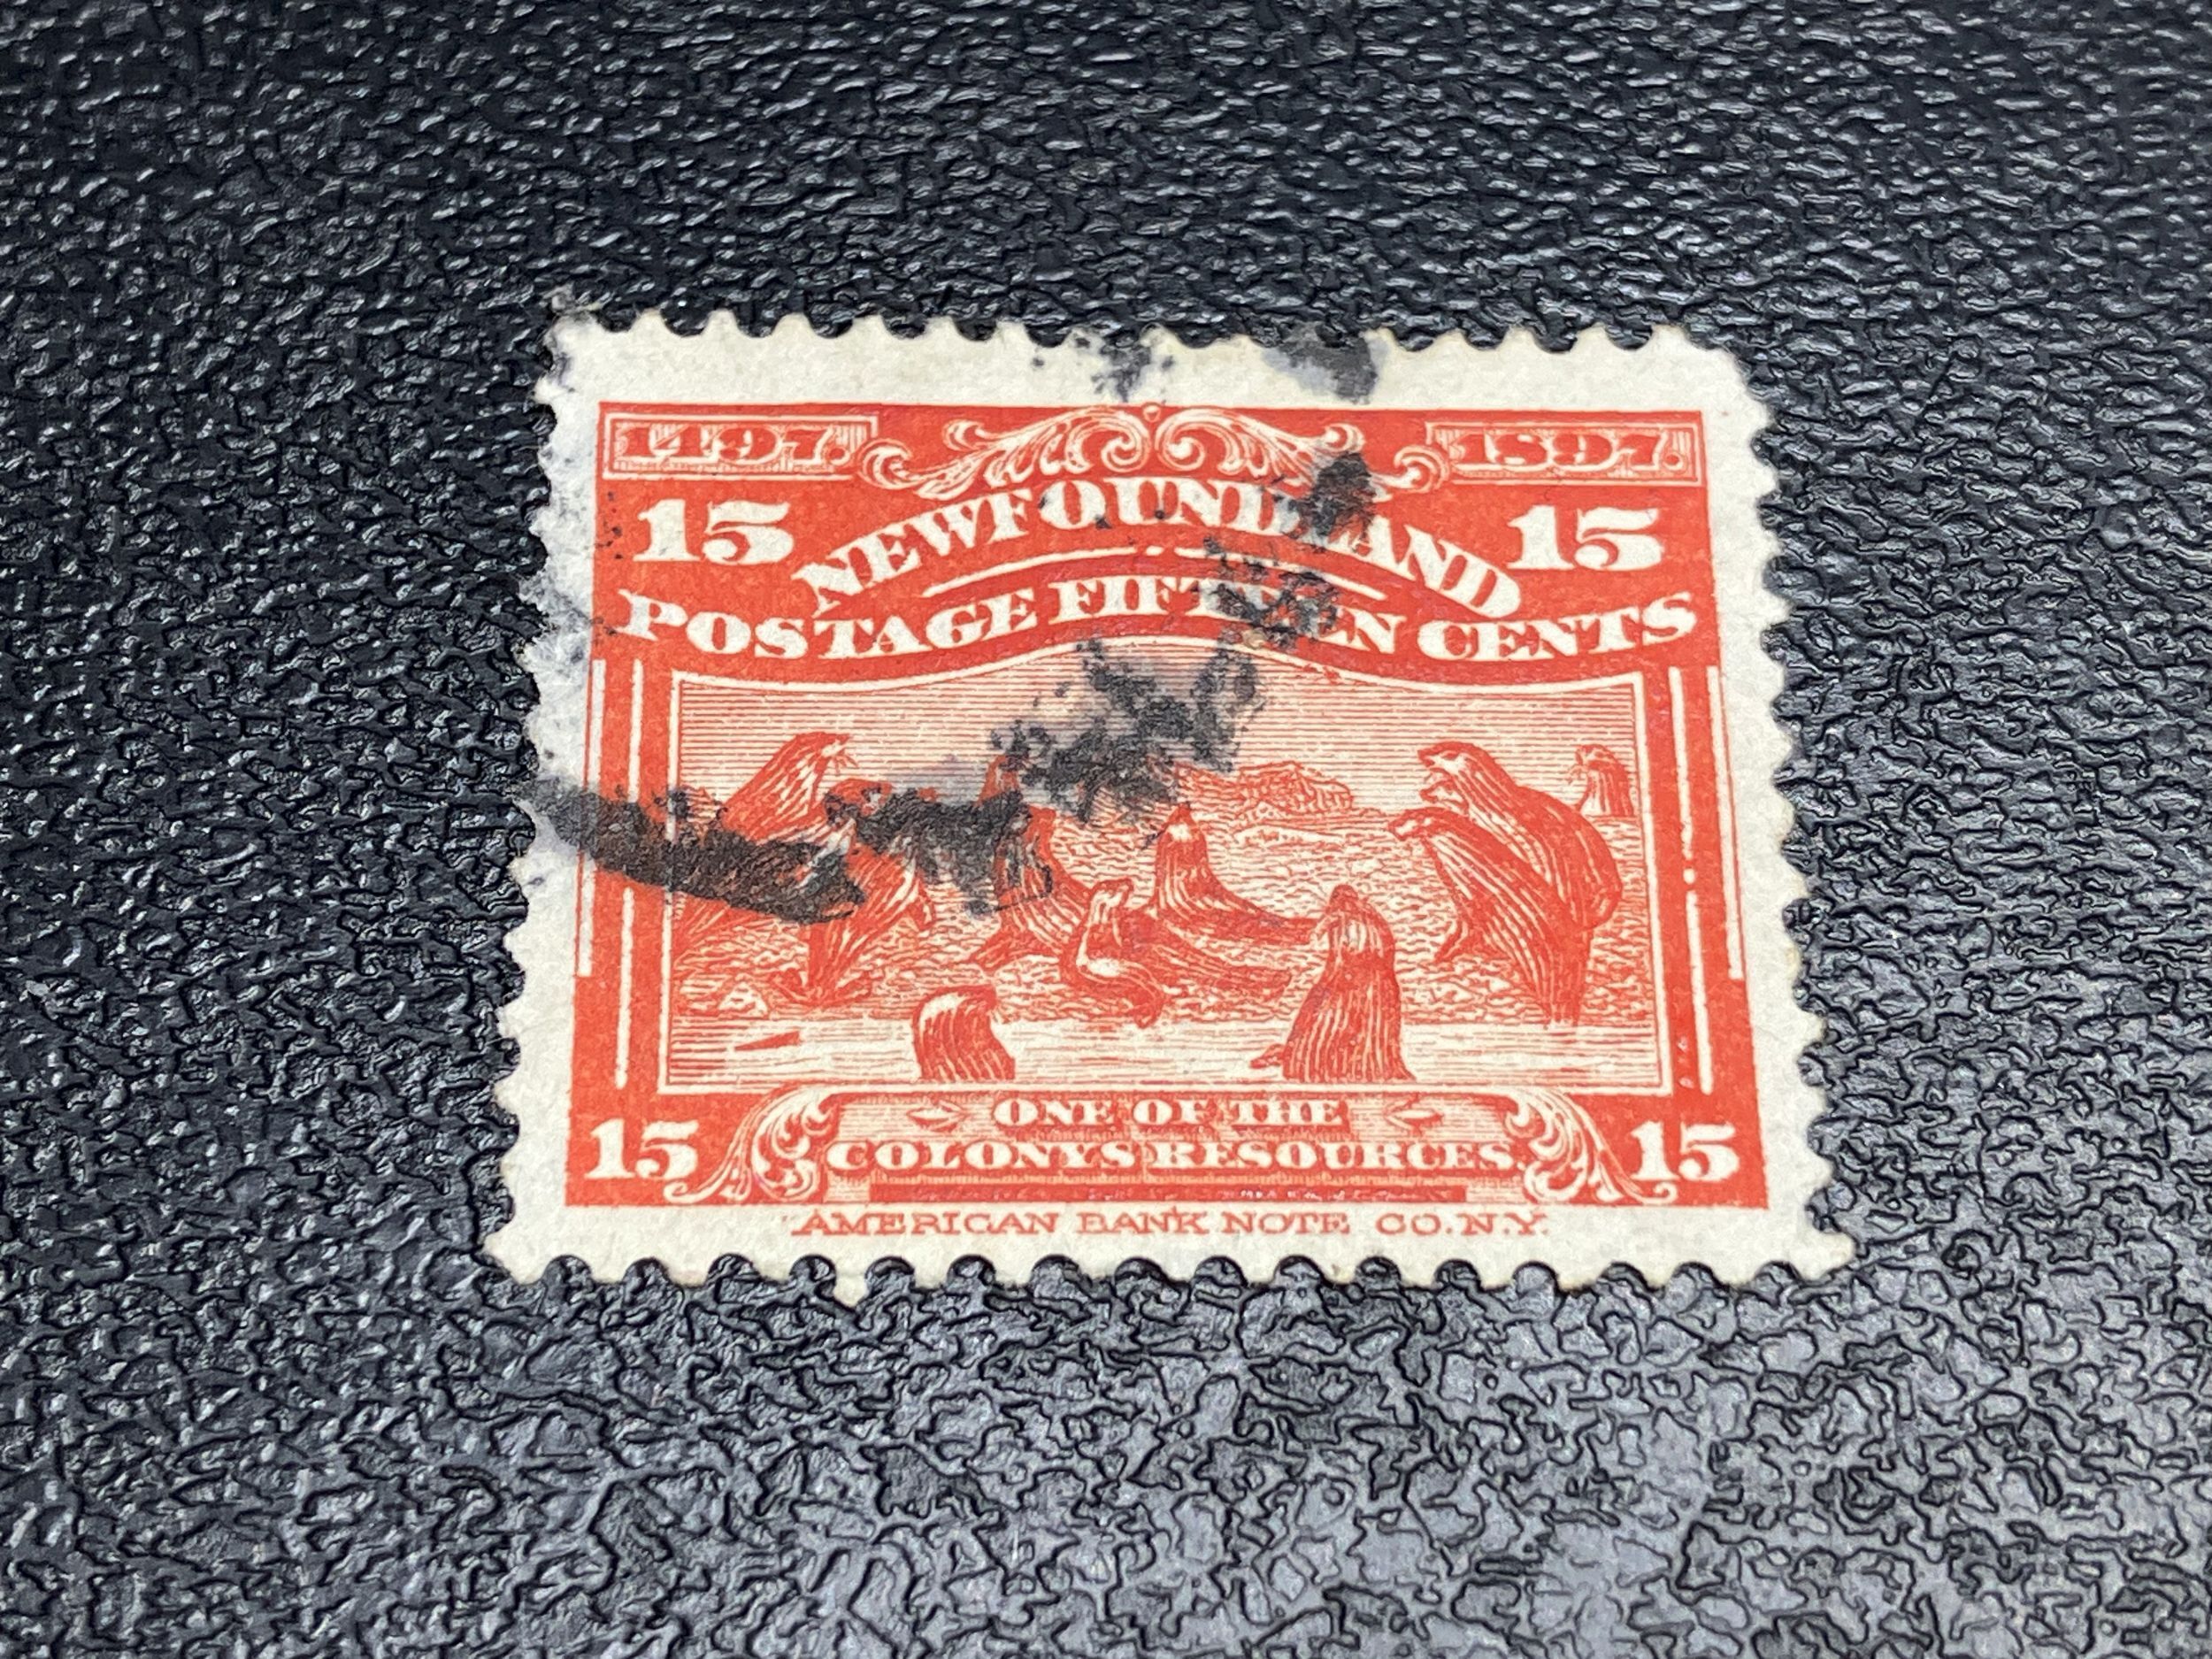 1497. 1897.
15 NEWFOUNDLAND 15
POSTAGE FIFTEEN CENTS
ONE OF THE
COLONYS RESOURCES.
15 15
AMERICAN BANK NOTE CO. N.Y.